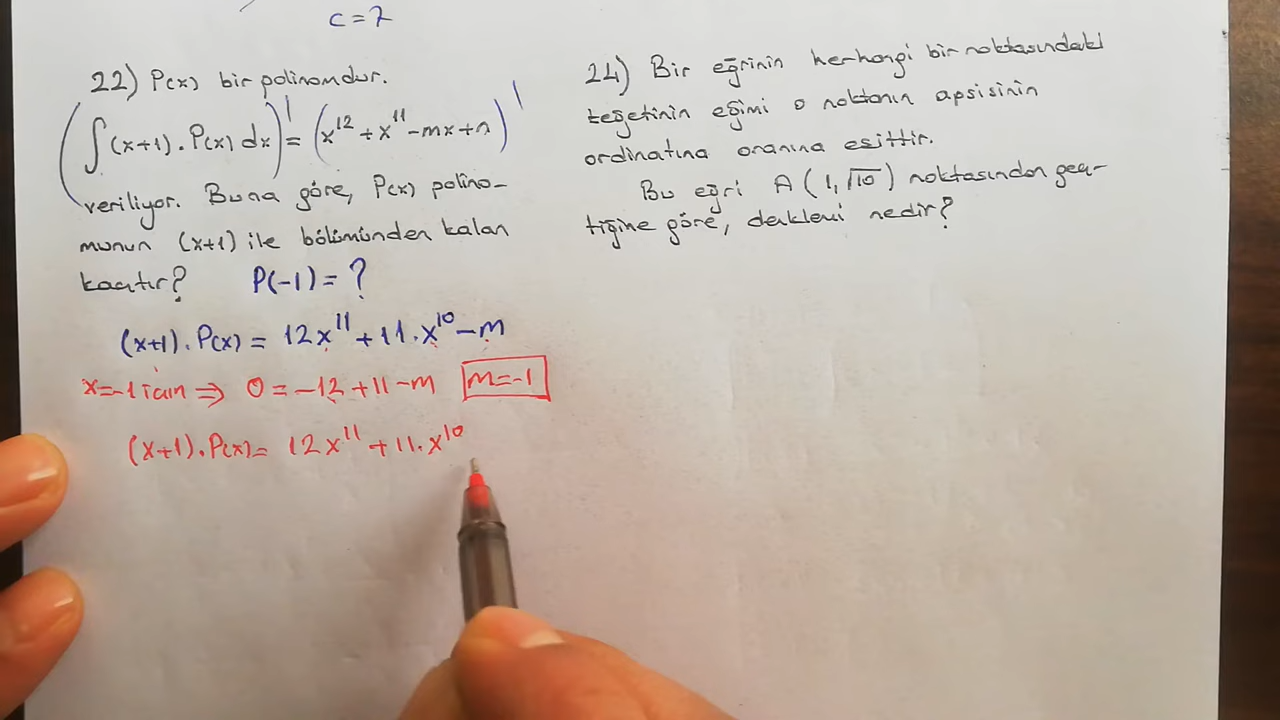 c=7
22) P(x) bir polinomdur.
(∫(x+1).P(x)dx)' = (x¹² + x¹¹ - mx + n)'
veriliyor. Buna göre, P(x) polino-
munun (x+1) ile bölümünden kalan
kaçtır? P(-1) = ?
(x+1).P(x) = 12x¹¹ + 11.x¹⁰ - m
x=-1 için ⇒ 0 = -12 + 11 - m m=-1
(x+1).P(x) = 12x¹¹ + 11.x¹⁰
24) Bir eğrinin herhangi bir noktasındaki
teğetinin eğimi o noktanın apsisinin
ordinatına oranına eşittir.
Bu eğri A(1,√10) noktasından geç-
tiğine göre, denklemi nedir?